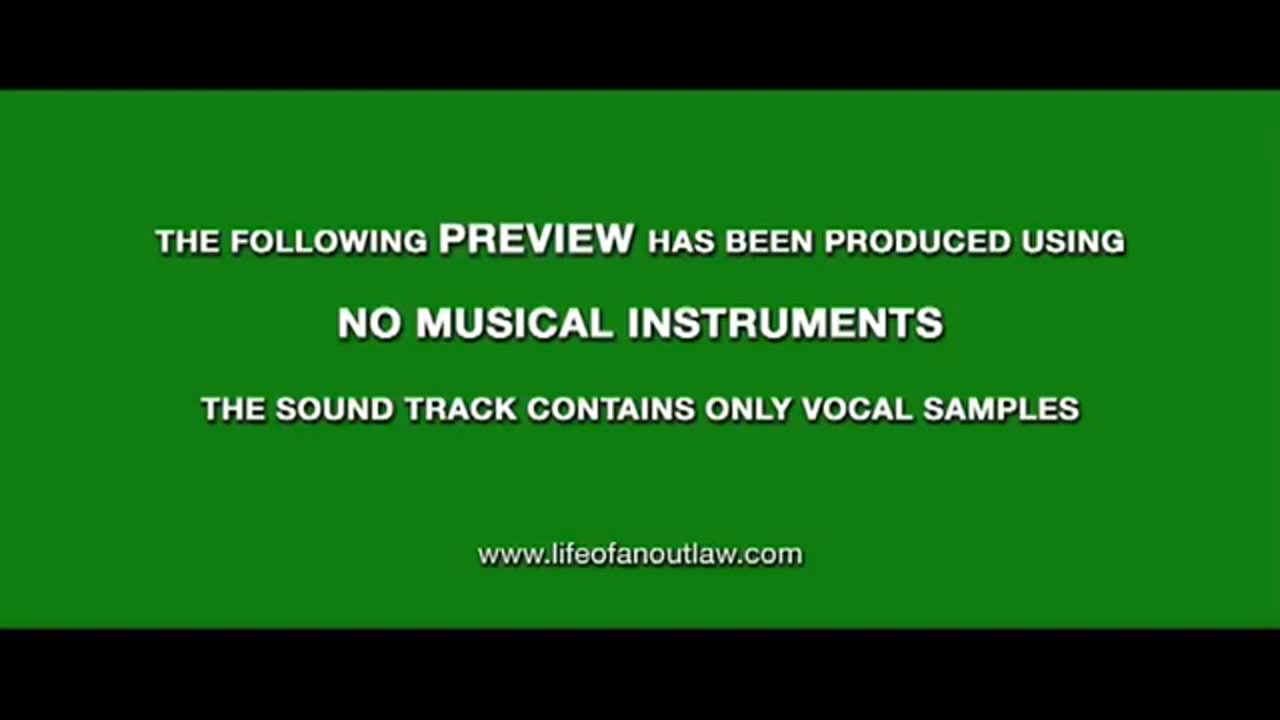 THE FOLLOWING PREVIEW HAS BEEN PRODUCED USING
NO MUSICAL INSTRUMENTS
THE SOUND TRACK CONTAINS ONLY VOCAL SAMPLES
www.lifeofanoutlaw.com